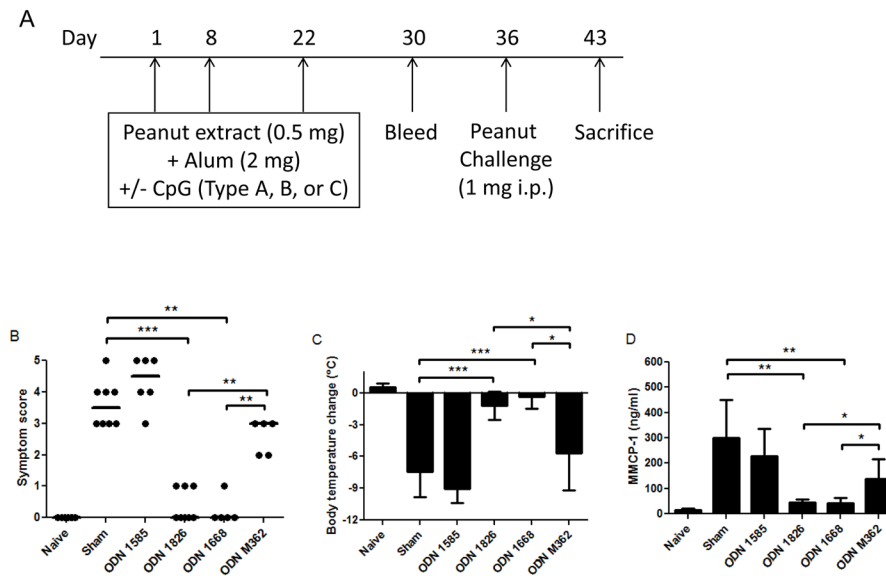 A
Day 1 8 22 30 36 43
Peanut extract (0.5 mg)
+ Alum (2 mg)
+/- CpG (Type A, B, or C)
Bleed
Peanut
Challenge
(1 mg i.p.)
Sacrifice
B
** 
***
**
**
Symptom score
5
4
3
2
1
0
Naive
Sham
ODN 1585
ODN 1826
ODN 1668
ODN M362
C
*
*
***
***
Body temperature change (°C)
3
0
-3
-6
-9
-12
Naive
Sham
ODN 1585
ODN 1826
ODN 1668
ODN M362
D
**
**
*
*
MMCP-1 (ng/ml)
600
500
400
300
200
100
0
Naive
Sham
ODN 1585
ODN 1826
ODN 1668
ODN M362